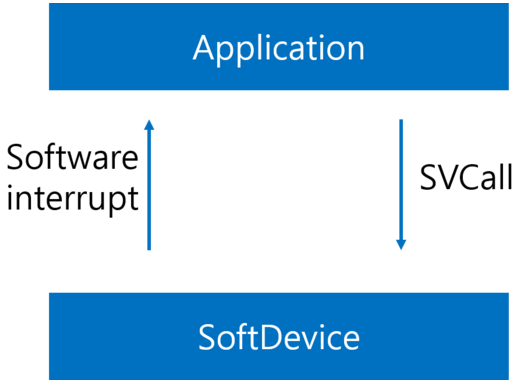 Application
Software
interrupt
SVCall
SoftDevice